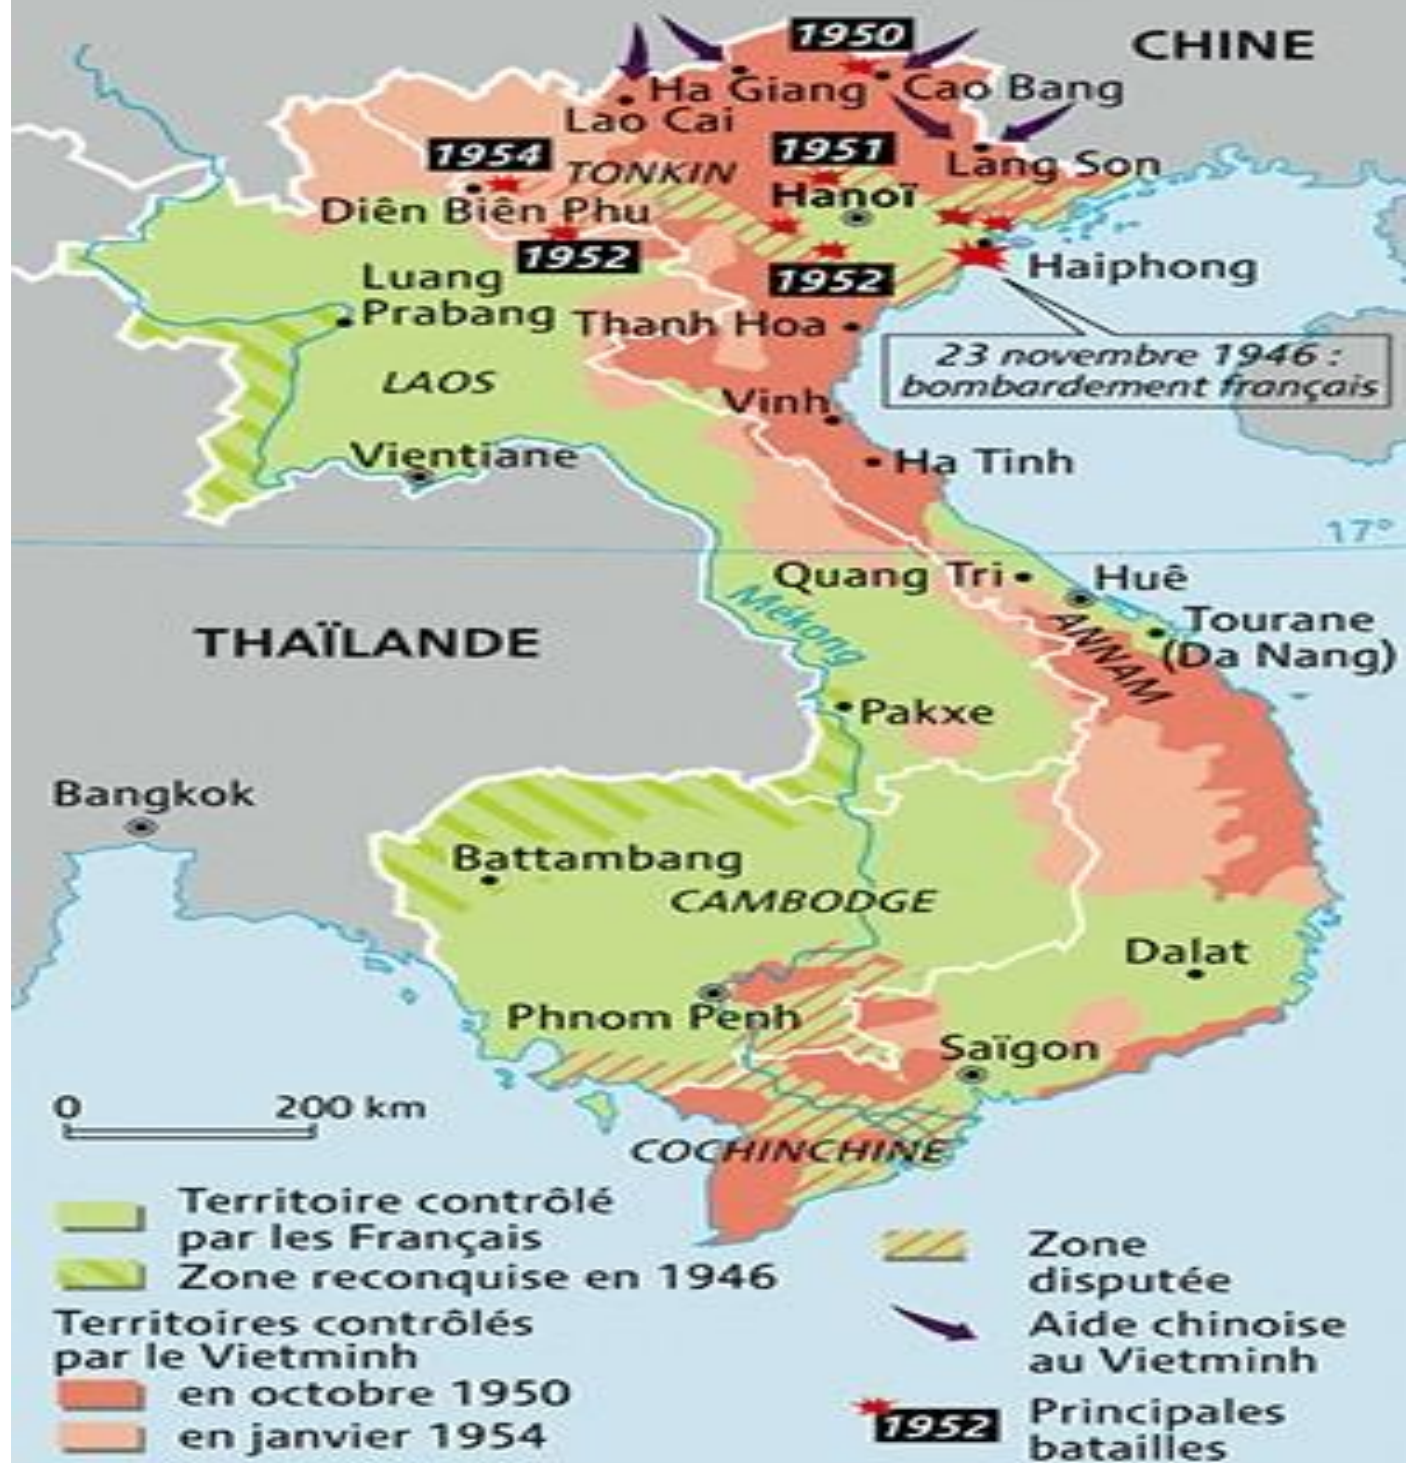 1950
CHINE
Ha Giang
Cao Bang
Lao Cai
1954
TONKIN
1951
Lang Son
Hanoï
Diên Biên Phu
1952
1952
Haiphong
Luang
Prabang
Thanh Hoa
23 novembre 1946 :
bombardement français
LAOS
Vinh
Vientiane
Ha Tinh
17°
Quang Tri
Huê
Mékong
THAÏLANDE
Tourane
(Da Nang)
ANNAM
Pakxe
Bangkok
Battambang
CAMBODGE
Dalat
Phnom Penh
Saïgon
0 200 km
COCHINCHINE
Territoire contrôlé
par les Français
Zone reconquise en 1946
Territoires contrôlés
par le Vietminh
en octobre 1950
en janvier 1954
Zone
disputée
Aide chinoise
au Vietminh
1952
Principales
batailles